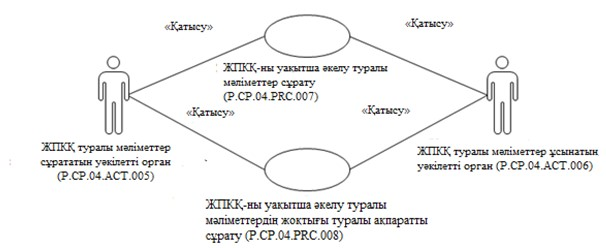 «Қатысу»
«Қатысу»
ЖПКҚ-ны уақытша әкелу туралы
мәліметтер сұрату
(P.CP.04.PRC.007)
«Қатысу»
«Қатысу»
ЖПКҚ туралы мәліметтер
сұрататын уәкілетті орган
(P.CP.04.ACT.005)
ЖПКҚ туралы мәліметтер ұсынатын
уәкілетті орган (P.CP.04.ACT.006)
ЖПКҚ-ны уақытша әкелу туралы
мәліметтердің жоқтығы туралы ақпаратты
сұрату (P.CP.04.PRC.008)